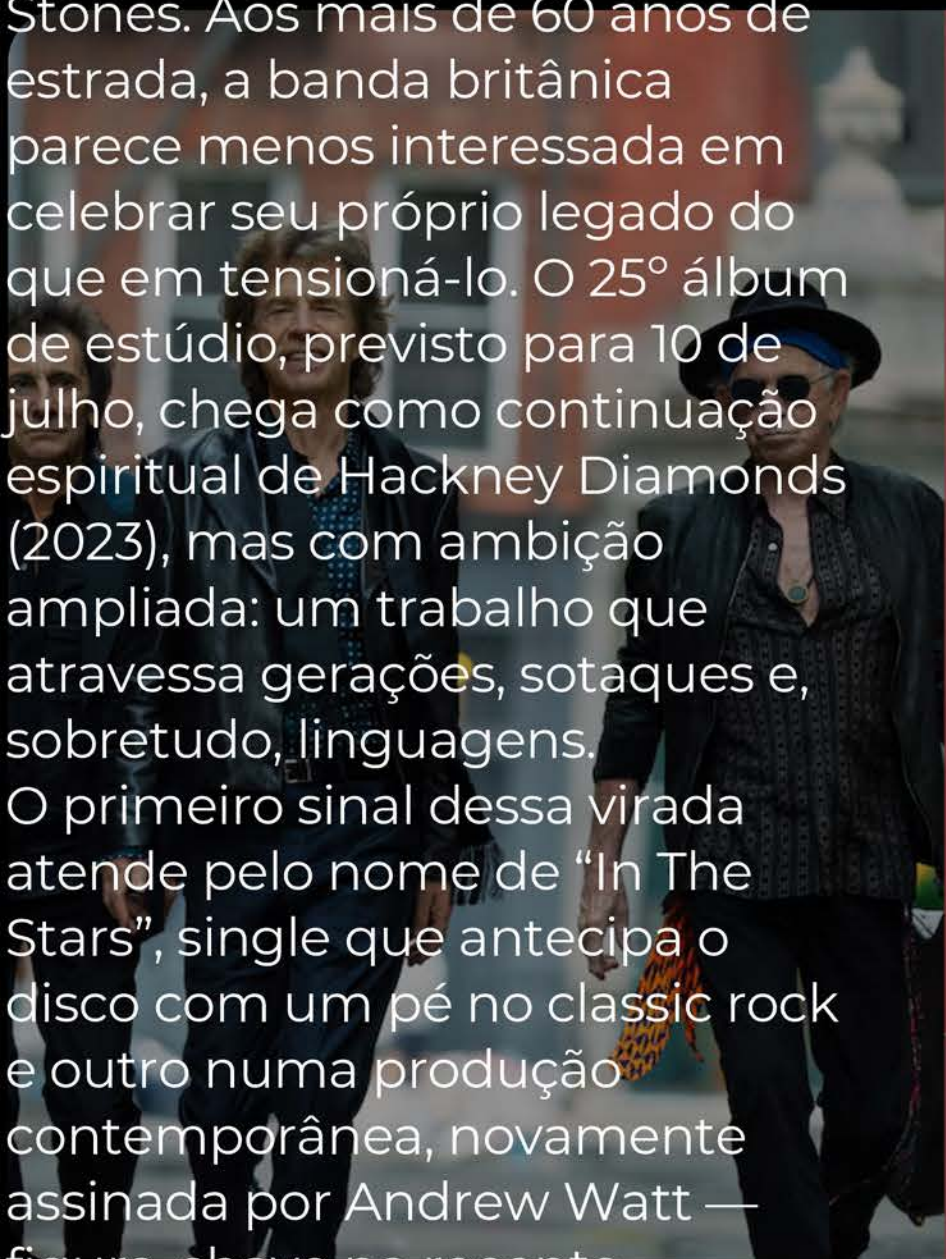 Stones. Aos mais de 60 anos de
estrada, a banda britânica
parece menos interessada em
celebrar seu próprio legado do
que em tensioná-lo. O 25º álbum
de estúdio, previsto para 10 de
julho, chega como continuação
espiritual de Hackney Diamonds
(2023), mas com ambição
ampliada: um trabalho que
atravessa gerações, sotaques e,
sobretudo, linguagens.
O primeiro sinal dessa virada
atende pelo nome de “In The
Stars”, single que antecipa o
disco com um pé no classic rock
e outro numa produção
contemporânea, novamente
assinada por Andrew Watt —